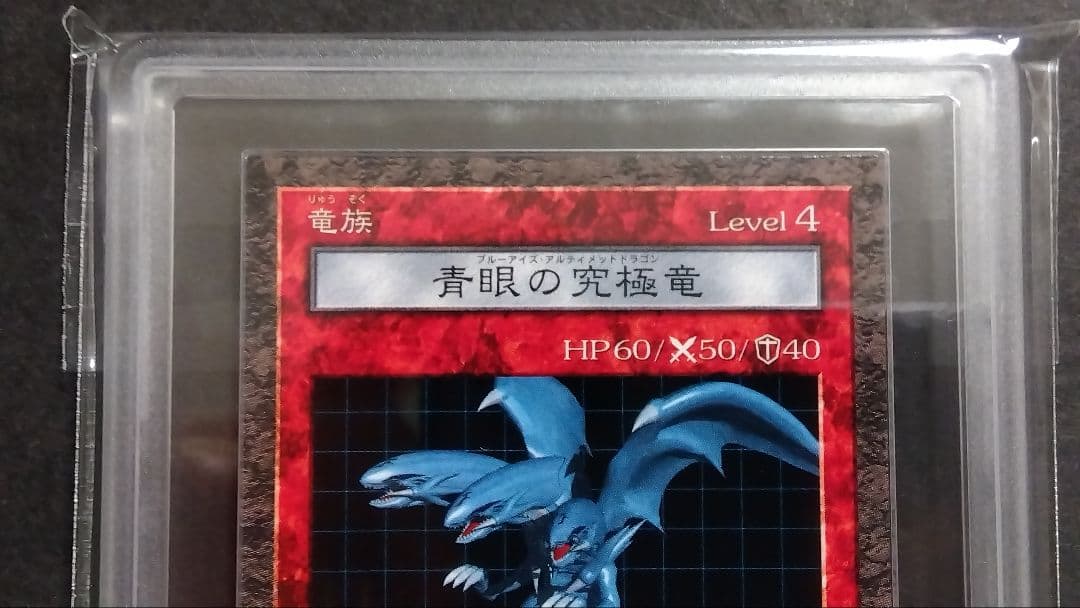 りゅう ぞく
竜族
Level 4
ブルーアイズ・アルティメットドラゴン
青眼の究極竜
HP60/50/40